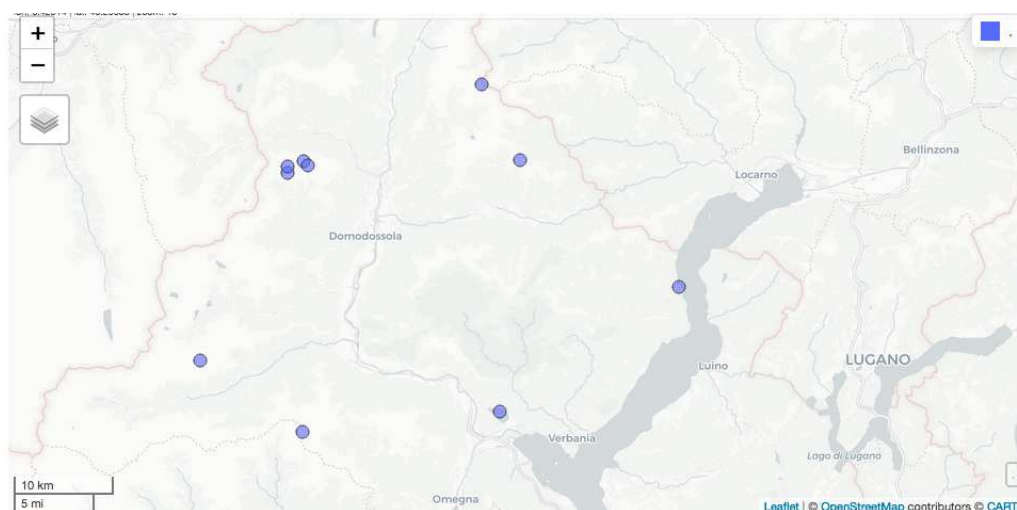 +
−
Bellinzona
Locarno
Domodossola
LUGANO
Luino
Verbania
Lago di Lugano
10 km
5 mi
Omegna
Leaflet | © OpenStreetMap contributors © CART